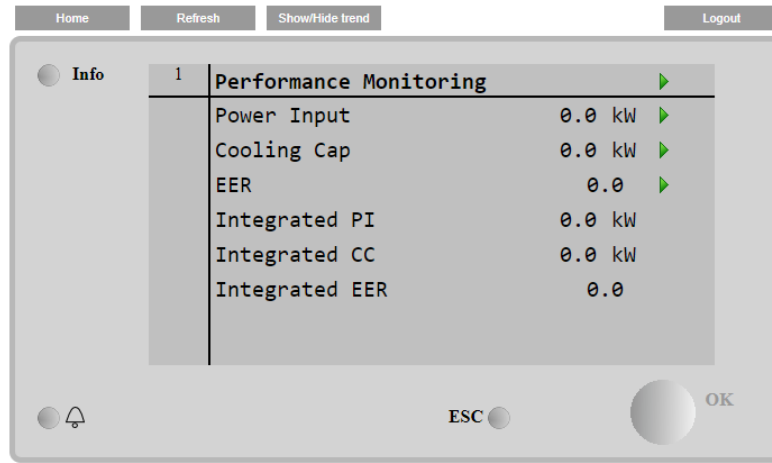 Home Refresh Show/Hide trend Logout
Info
1 Performance Monitoring
Power Input 0.0 kW
Cooling Cap 0.0 kW
EER 0.0
Integrated PI 0.0 kW
Integrated CC 0.0 kW
Integrated EER 0.0
ESC OK